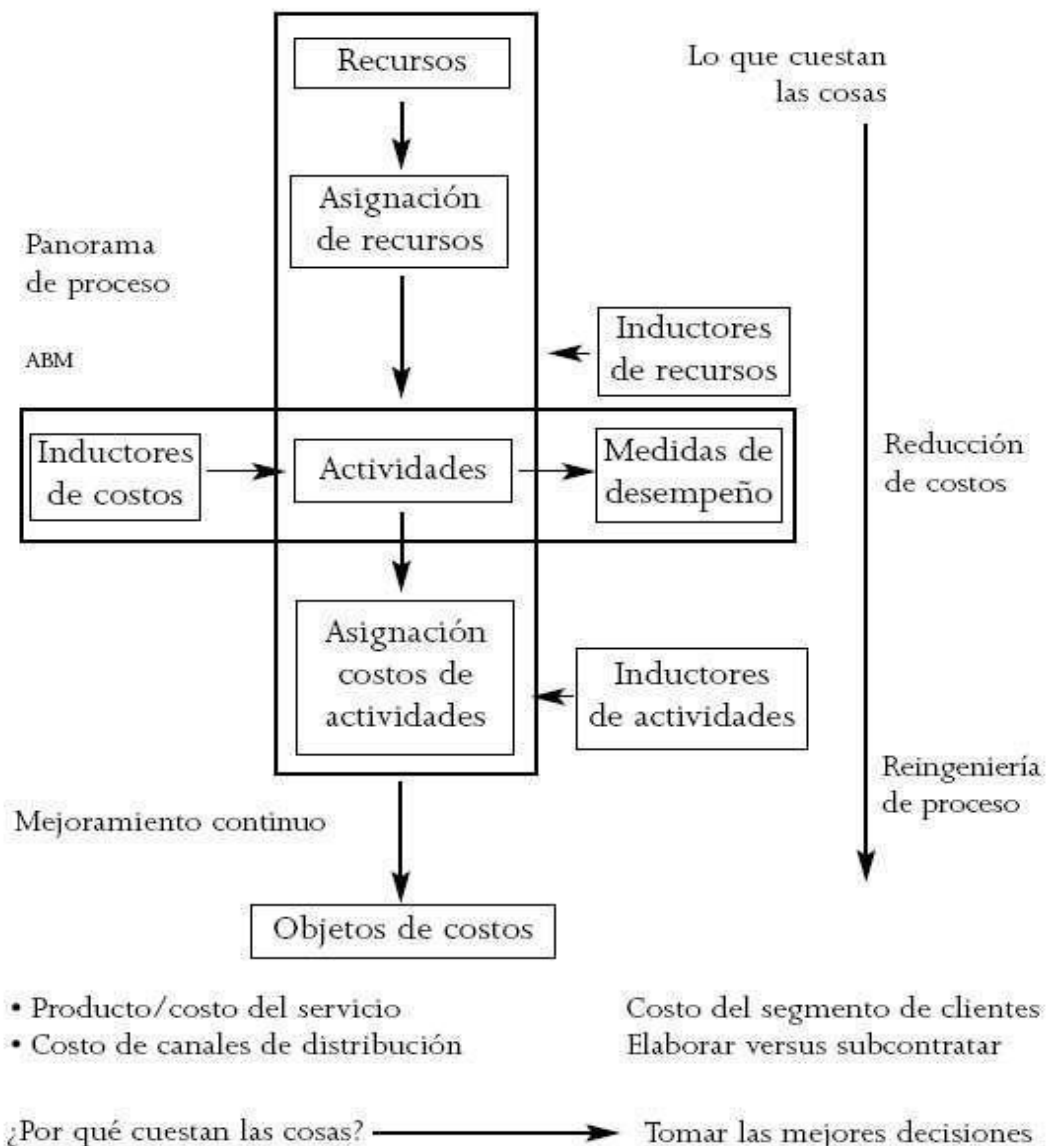 Recursos
Lo que cuestan
las cosas
Asignación
de recursos
Panorama
de proceso
ABM
Inductores
de recursos
Inductores
de costos
Actividades
Medidas de
desempeño
Reducción
de costos
Asignación
costos de
actividades
Inductores
de actividades
Reingeniería
de proceso
Mejoramiento continuo
Objetos de costos
• Producto/costo del servicio
• Costo de canales de distribución
Costo del segmento de clientes
Elaborar versus subcontratar
¿Por qué cuestan las cosas?
Tomar las mejores decisiones